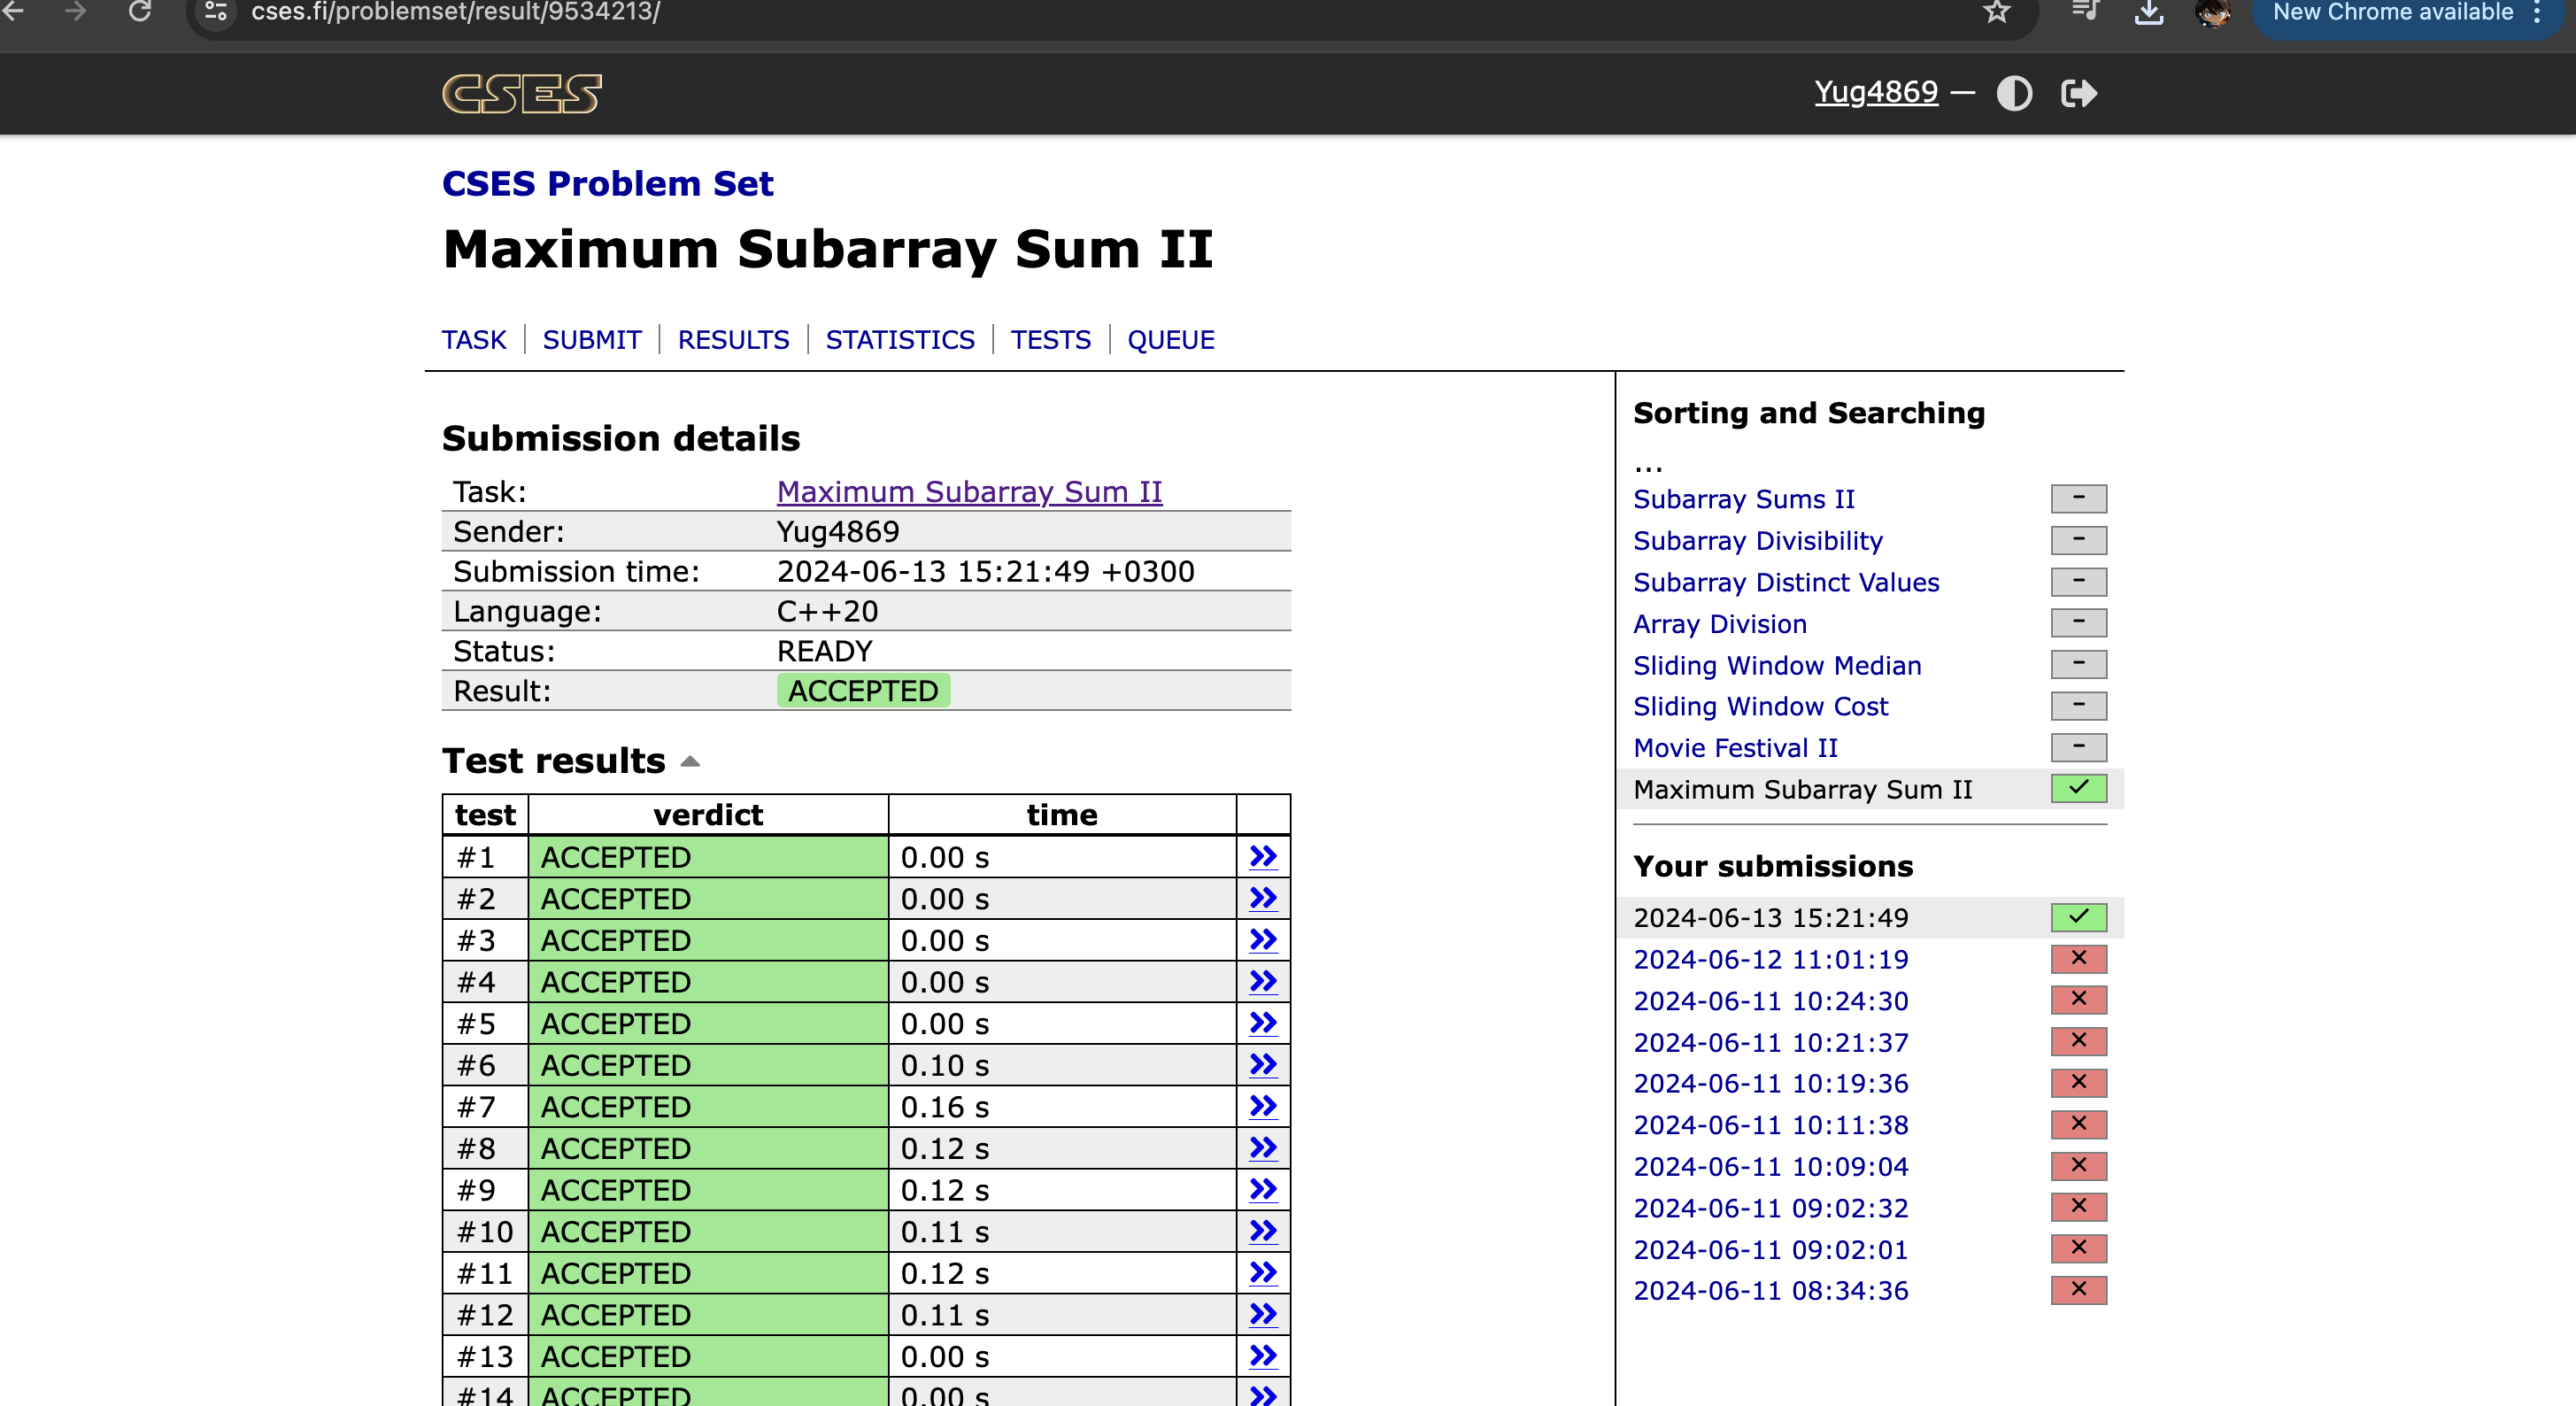 cses.fi/problemset/result/9534213/
New Chrome available
CSES
Yug4869 —
CSES Problem Set
Maximum Subarray Sum II
TASK | SUBMIT | RESULTS | STATISTICS | TESTS | QUEUE
Submission details
Task: Maximum Subarray Sum II
Sender: Yug4869
Submission time: 2024-06-13 15:21:49 +0300
Language: C++20
Status: READY
Result: ACCEPTED
Test results
test verdict time
#1 ACCEPTED 0.00 s »
#2 ACCEPTED 0.00 s »
#3 ACCEPTED 0.00 s »
#4 ACCEPTED 0.00 s »
#5 ACCEPTED 0.00 s »
#6 ACCEPTED 0.10 s »
#7 ACCEPTED 0.16 s »
#8 ACCEPTED 0.12 s »
#9 ACCEPTED 0.12 s »
#10 ACCEPTED 0.11 s »
#11 ACCEPTED 0.12 s »
#12 ACCEPTED 0.11 s »
#13 ACCEPTED 0.00 s »
#14 ACCEPTED 0.00 s »
Sorting and Searching
...
Subarray Sums II –
Subarray Divisibility –
Subarray Distinct Values –
Array Division –
Sliding Window Median –
Sliding Window Cost –
Movie Festival II –
Maximum Subarray Sum II ✓
Your submissions
2024-06-13 15:21:49 ✓
2024-06-12 11:01:19 ×
2024-06-11 10:24:30 ×
2024-06-11 10:21:37 ×
2024-06-11 10:19:36 ×
2024-06-11 10:11:38 ×
2024-06-11 10:09:04 ×
2024-06-11 09:02:32 ×
2024-06-11 09:02:01 ×
2024-06-11 08:34:36 ×